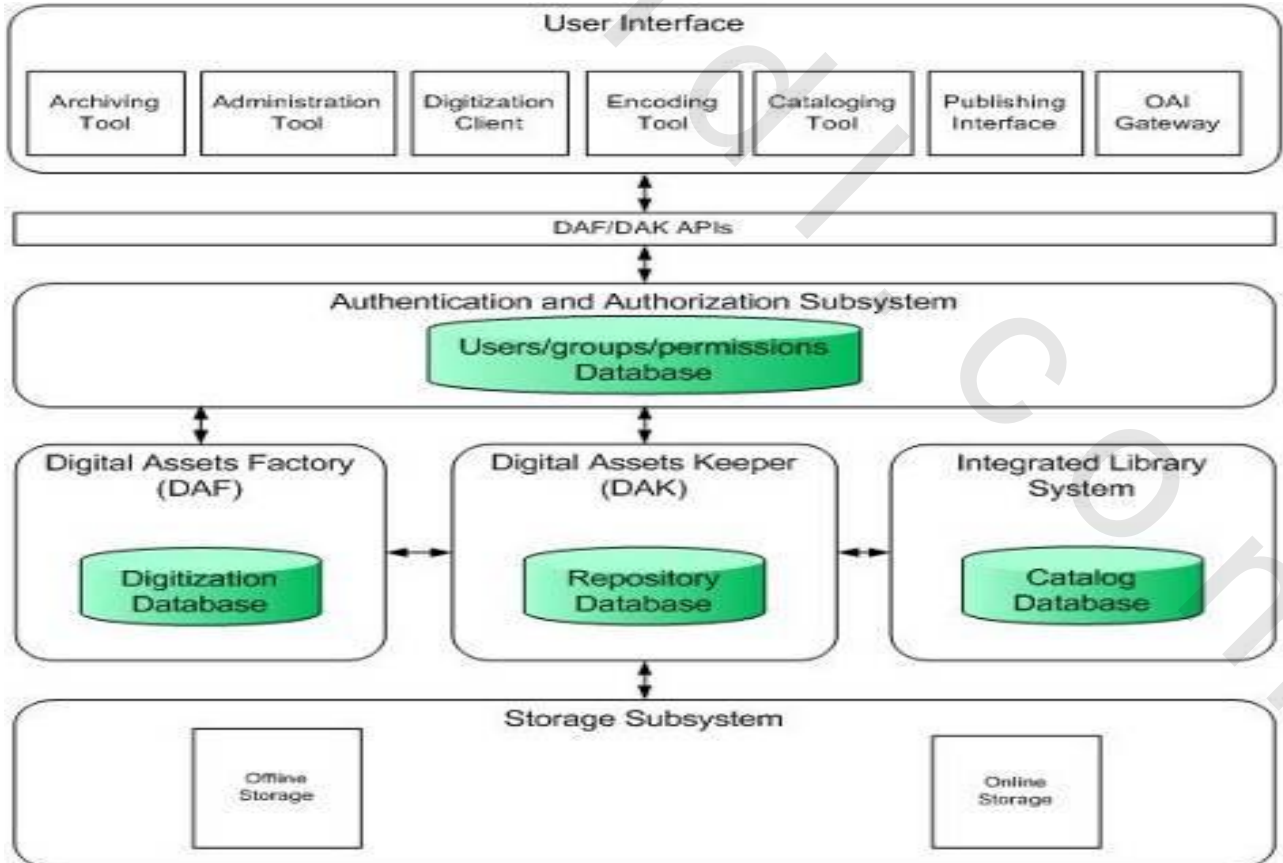 User Interface
Archiving
Tool
Administration
Tool
Digitization
Client
Encoding
Tool
Cataloging
Tool
Publishing
Interface
OAI
Gateway
DAF/DAK APIs
Authentication and Authorization Subsystem
Users/groups/permissions
Database
Digital Assets Factory
(DAF)
Digitization
Database
Digital Assets Keeper
(DAK)
Repository
Database
Integrated Library
System
Catalog
Database
Storage Subsystem
Offline
Storage
Online
Storage